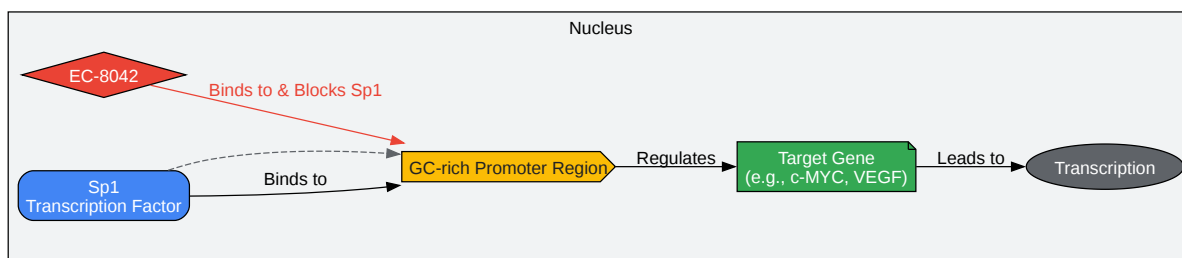 Nucleus
EC-8042
Binds to & Blocks Sp1
Sp1
Transcription Factor
Binds to
GC-rich Promoter Region
Regulates
Target Gene
(e.g., c-MYC, VEGF)
Leads to
Transcription